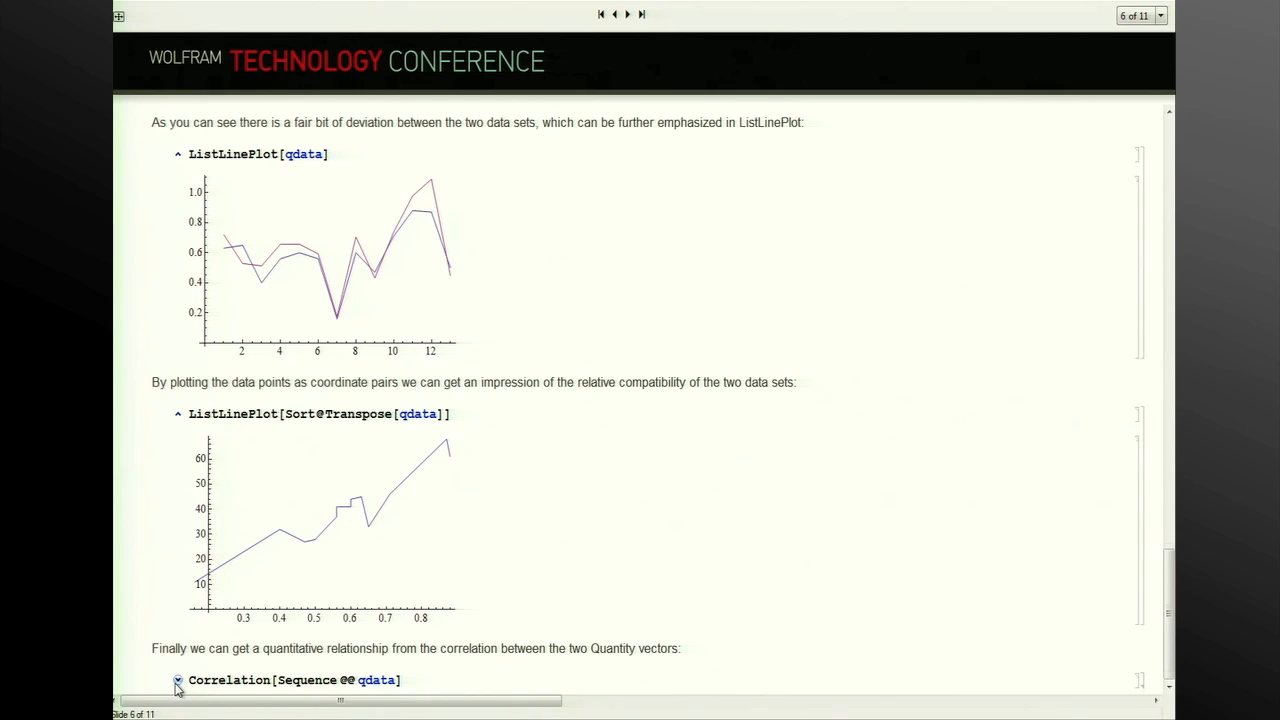 6 of 11
WOLFRAM TECHNOLOGY CONFERENCE
As you can see there is a fair bit of deviation between the two data sets, which can be further emphasized in ListLinePlot:
ListLinePlot[qdata]
1.0
0.8
0.6
0.4
0.2
2 4 6 8 10 12
By plotting the data points as coordinate pairs we can get an impression of the relative compatibility of the two data sets:
ListLinePlot[Sort@Transpose[qdata]]
60
50
40
30
20
10
0.3 0.4 0.5 0.6 0.7 0.8
Finally we can get a quantitative relationship from the correlation between the two Quantity vectors:
Correlation[Sequence @@ qdata]
Slide 6 of 11